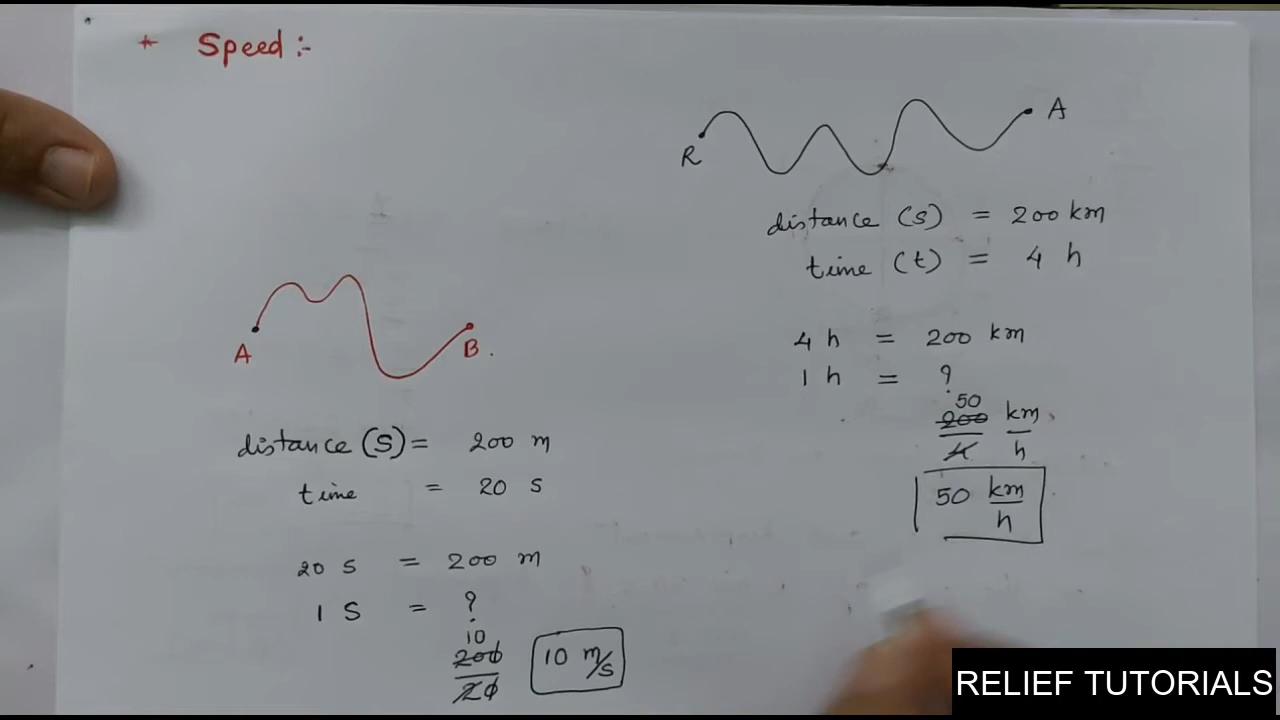 * Speed :-
R A
distance (s) = 200 km
time (t) = 4 h
4 h = 200 km
1 h = ?
50
200 km
4 h
50 km
h
A B.
distance (S) = 200 m
time = 20 s
20 s = 200 m
1 S = ?
10
200
20
10 m/s
RELIEF TUTORIALS